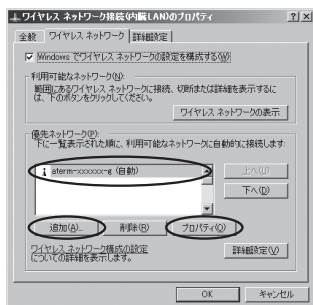 ワイヤレス ネットワーク接続(内蔵LAN)のプロパティ
全般 ワイヤレス ネットワーク 詳細設定
Windows でワイヤレス ネットワークの設定を構成する(W)
利用可能なネットワーク(N):
範囲にあるワイヤレス ネットワークに接続、切断または詳細を表示するに
は、下のボタンをクリックしてください。
ワイヤレス ネットワークの表示
優先ネットワーク(P):
下に一覧表示された順に、利用可能なネットワークに自動的に接続します:
aterm-xxxxxx-g (自動)
上へ(U)
下へ(D)
追加(A)... 削除(R) プロパティ(O)
ワイヤレス ネットワーク構成の設定
についての詳細を表示します。
詳細設定(V)
OK キャンセル